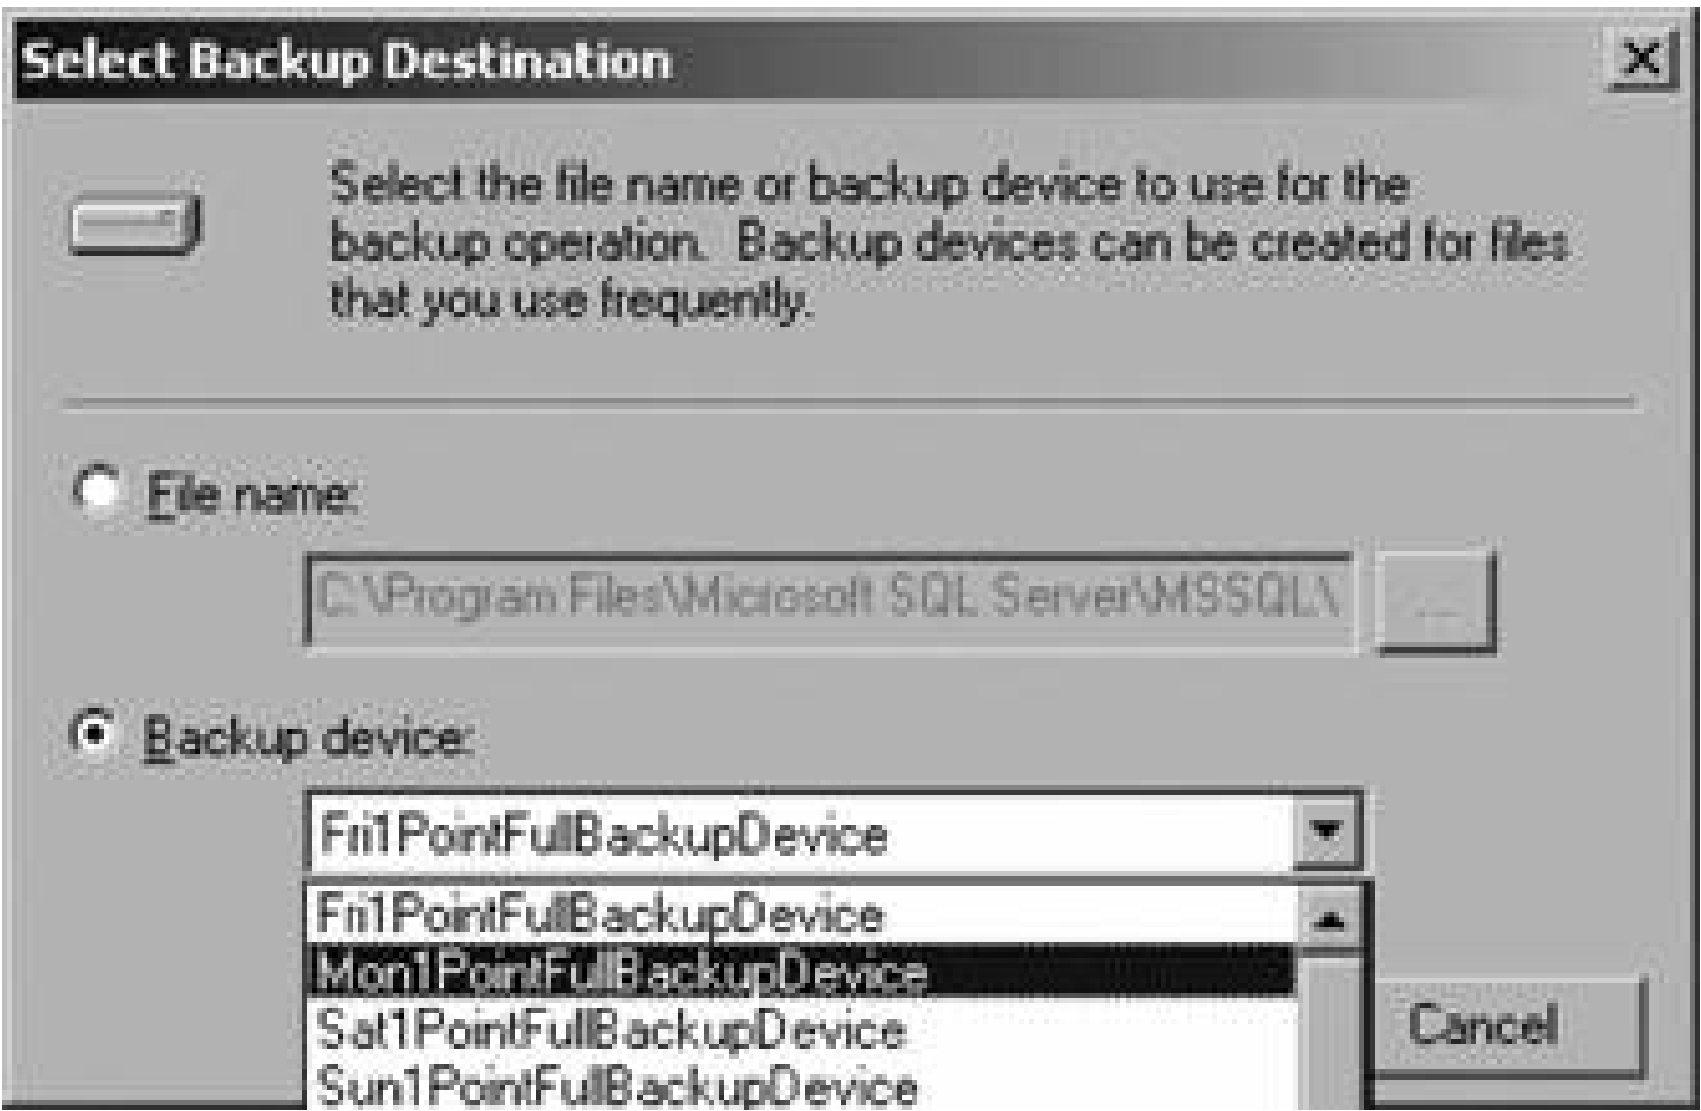 Select Backup Destination
Select the file name or backup device to use for the
backup operation. Backup devices can be created for files
that you use frequently.
File name:
C:\Program Files\Microsoft SQL Server\MSSQL\
...
Backup device:
Fri1PointFullBackupDevice
Fri1PointFullBackupDevice
Mon1PointFullBackupDevice
Sat1PointFullBackupDevice
Cancel
Sun1PointFullBackupDevice